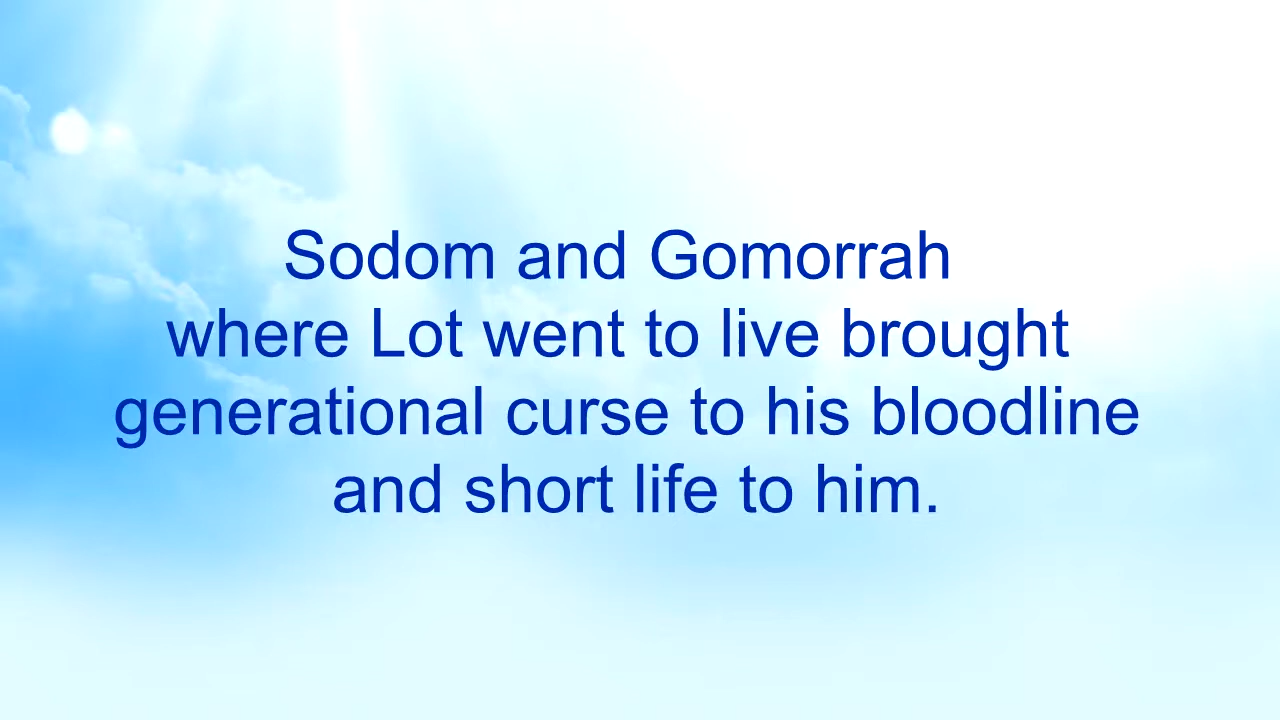 Sodom and Gomorrah
where Lot went to live brought
generational curse to his bloodline
and short life to him.